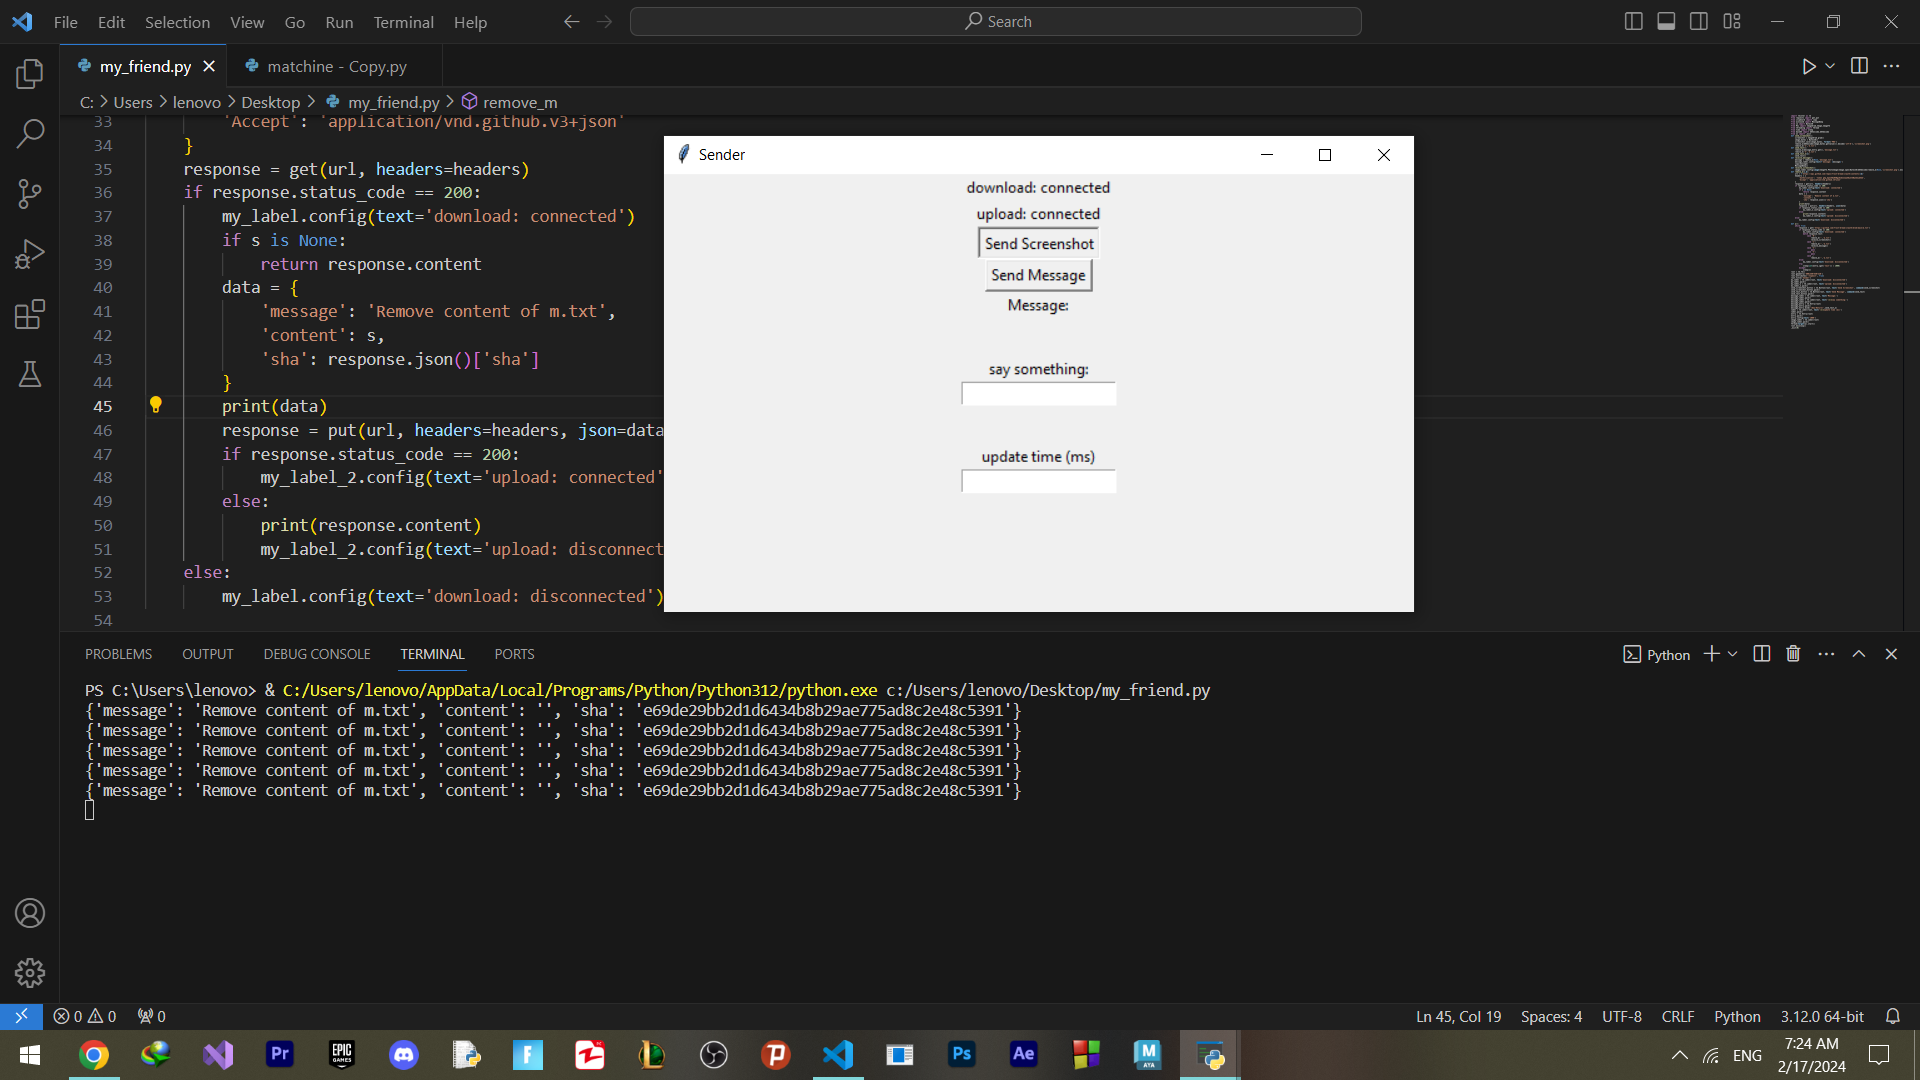 File Edit Selection View Go Run Terminal Help Search
my_friend.py matchine - Copy.py
C: > Users > lenovo > Desktop > my_friend.py > remove_m
33 'Accept': 'application/vnd.github.v3+json'
34 }
35 response = get(url, headers=headers)
36 if response.status_code == 200:
37 my_label.config(text='download: connected')
38 if s is None:
39 return response.content
40 data = {
41 'message': 'Remove content of m.txt',
42 'content': s,
43 'sha': response.json()['sha']
44 }
45 print(data)
46 response = put(url, headers=headers, json=data
47 if response.status_code == 200:
48 my_label_2.config(text='upload: connected'
49 else:
50 print(response.content)
51 my_label_2.config(text='upload: disconnect
52 else:
53 my_label.config(text='download: disconnected')
54
Sender
download: connected
upload: connected
Send Screenshot
Send Message
Message:
say something:
update time (ms)
PROBLEMS OUTPUT DEBUG CONSOLE TERMINAL PORTS Python
PS C:\Users\lenovo> & C:/Users/lenovo/AppData/Local/Programs/Python/Python312/python.exe c:/Users/lenovo/Desktop/my_friend.py
{'message': 'Remove content of m.txt', 'content': '', 'sha': 'e69de29bb2d1d6434b8b29ae775ad8c2e48c5391'}
{'message': 'Remove content of m.txt', 'content': '', 'sha': 'e69de29bb2d1d6434b8b29ae775ad8c2e48c5391'}
{'message': 'Remove content of m.txt', 'content': '', 'sha': 'e69de29bb2d1d6434b8b29ae775ad8c2e48c5391'}
{'message': 'Remove content of m.txt', 'content': '', 'sha': 'e69de29bb2d1d6434b8b29ae775ad8c2e48c5391'}
{'message': 'Remove content of m.txt', 'content': '', 'sha': 'e69de29bb2d1d6434b8b29ae775ad8c2e48c5391'}
0 0 0 Ln 45, Col 19 Spaces: 4 UTF-8 CRLF Python 3.12.0 64-bit
Pr EPIC GAMES Ps Ae M AYA ENG 7:24 AM
2/17/2024